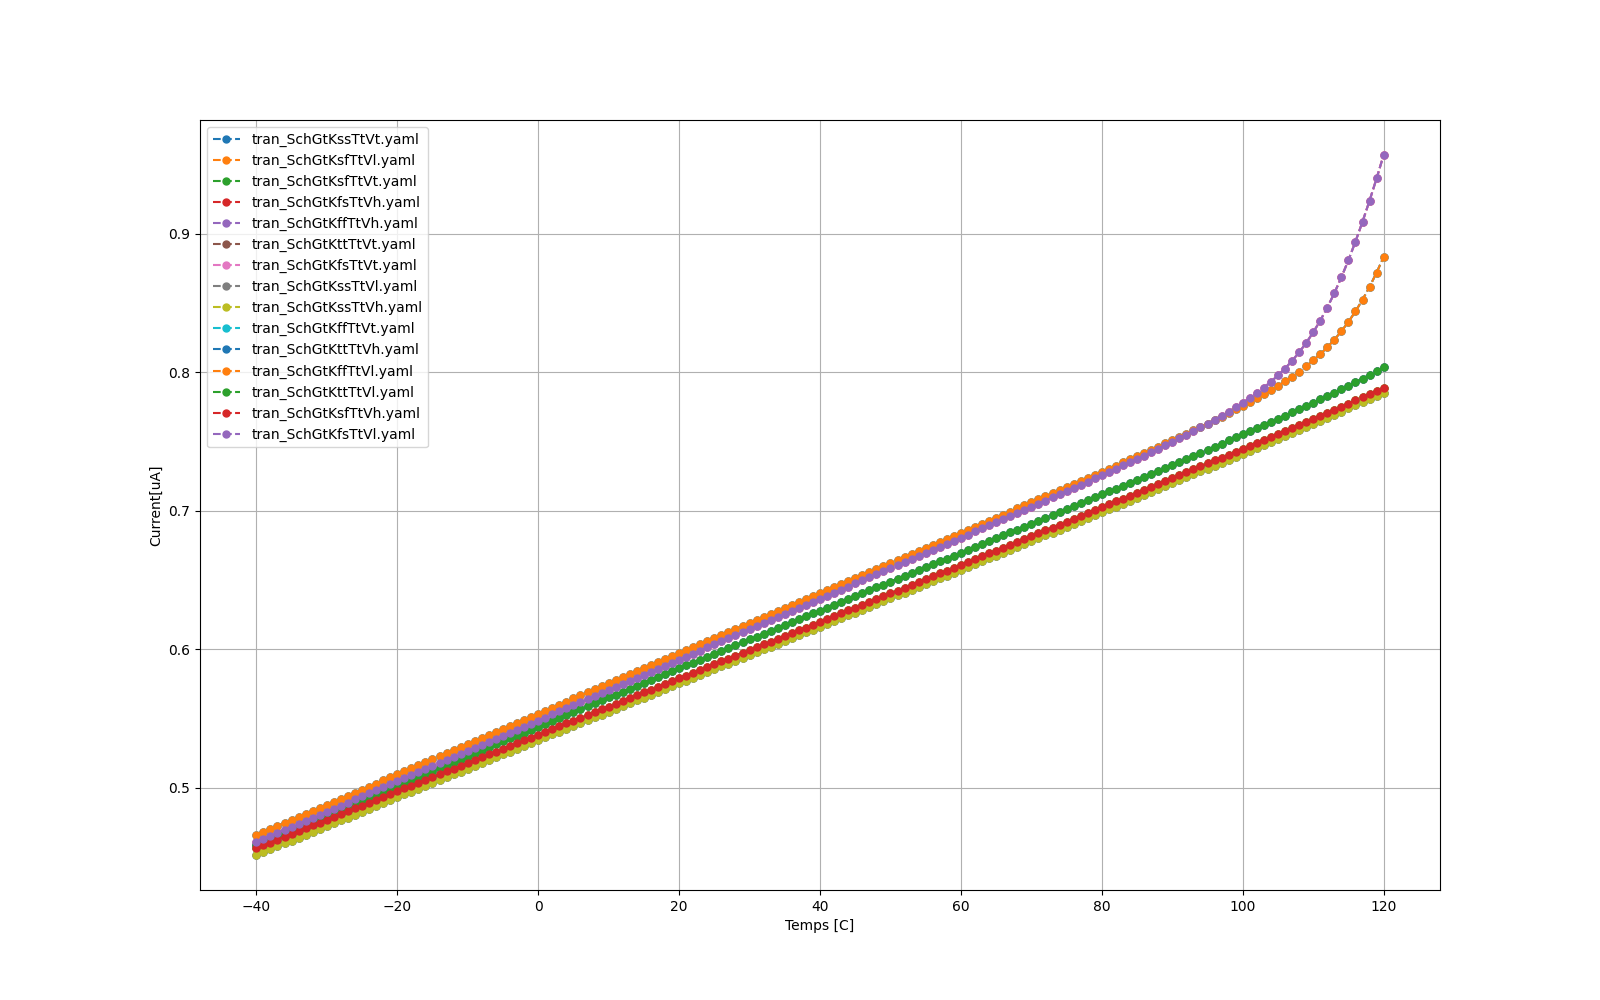 tran_SchGtKssTtVt.yaml
tran_SchGtKsfTtVl.yaml
tran_SchGtKsfTtVt.yaml
tran_SchGtKfsTtVh.yaml
tran_SchGtKffTtVh.yaml
tran_SchGtKttTtVt.yaml
tran_SchGtKfsTtVt.yaml
tran_SchGtKssTtVl.yaml
tran_SchGtKssTtVh.yaml
tran_SchGtKffTtVt.yaml
tran_SchGtKttTtVh.yaml
tran_SchGtKffTtVl.yaml
tran_SchGtKttTtVl.yaml
tran_SchGtKsfTtVh.yaml
tran_SchGtKfsTtVl.yaml
0.9
0.8
0.7
0.6
0.5
Current[uA]
−40 −20 0 20 40 60 80 100 120
Temps [C]